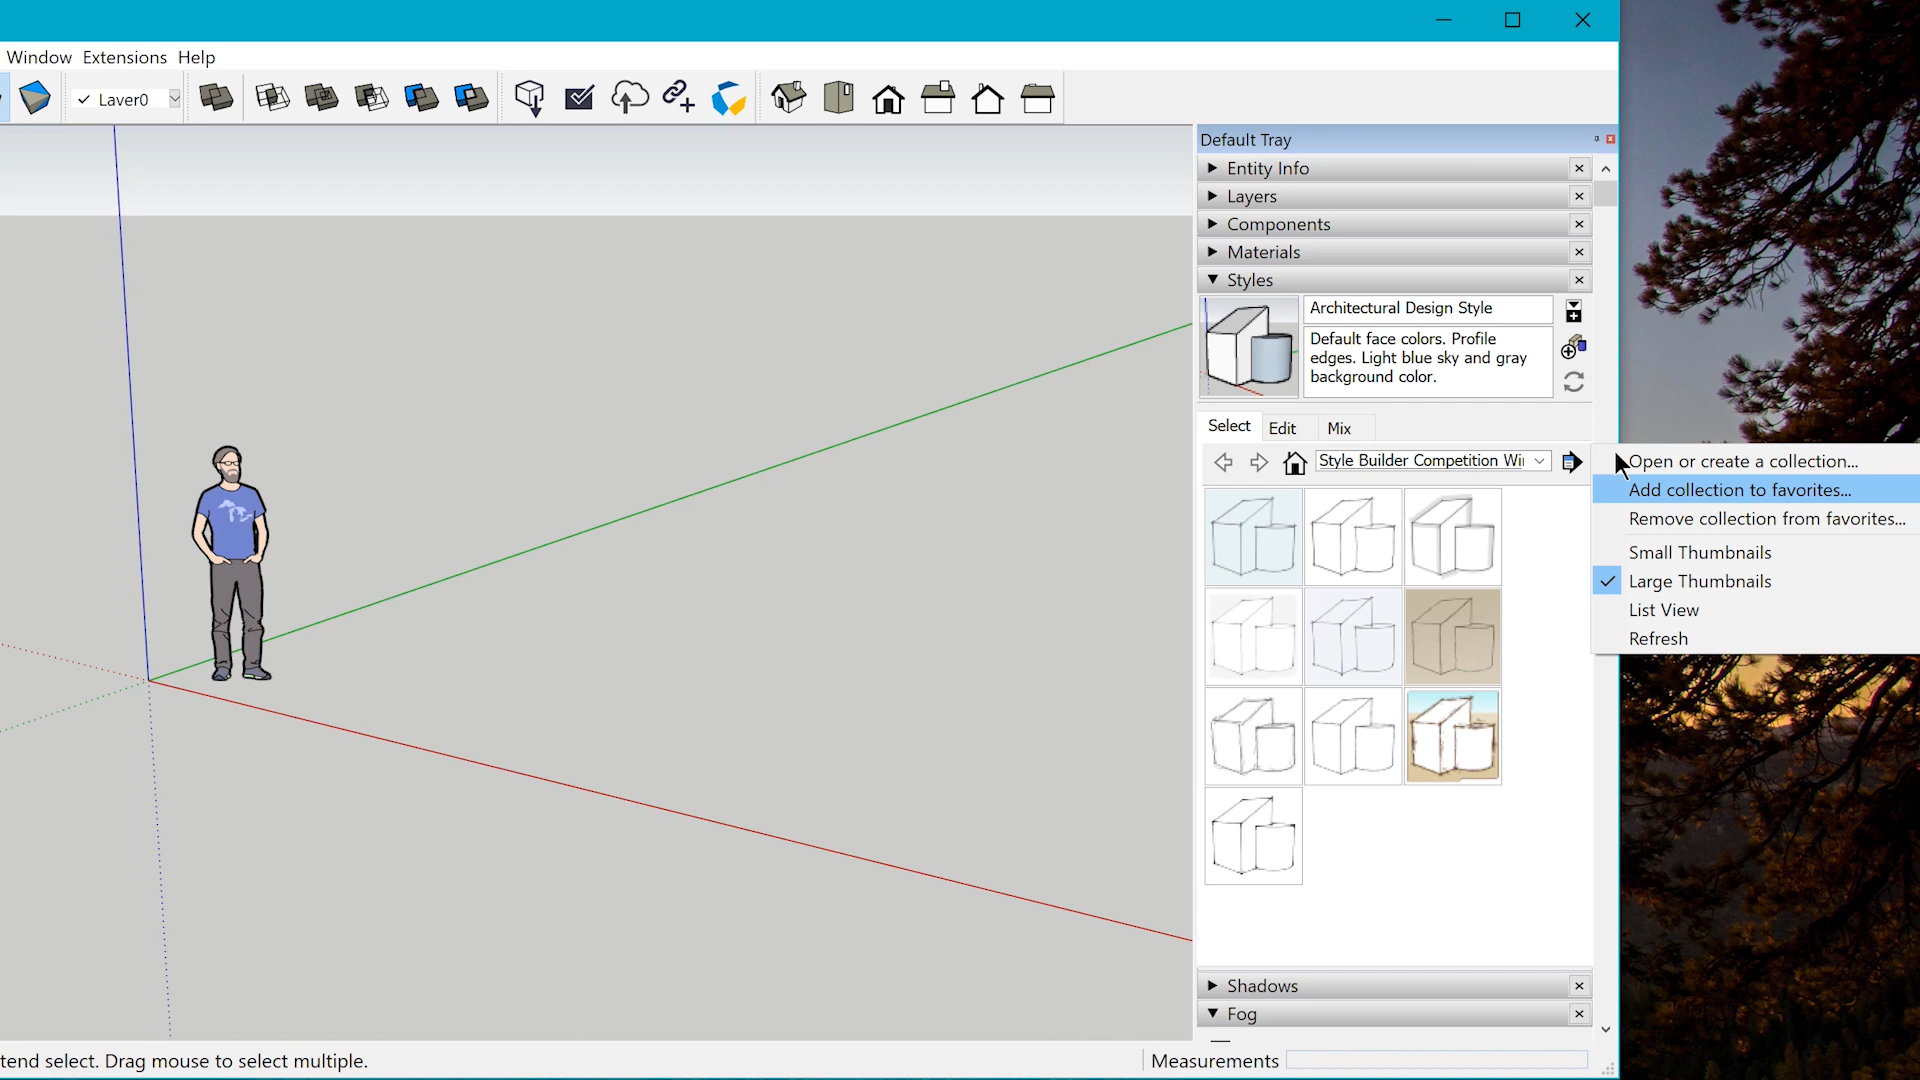 Window Extensions Help
Layer0
Default Tray
Entity Info
Layers
Components
Materials
Styles
Architectural Design Style
Default face colors. Profile
edges. Light blue sky and gray
background color.
Select Edit Mix
Style Builder Competition Wi
Open or create a collection...
Add collection to favorites...
Remove collection from favorites...
Small Thumbnails
Large Thumbnails
List View
Refresh
Shadows
Fog
tend select. Drag mouse to select multiple.
Measurements